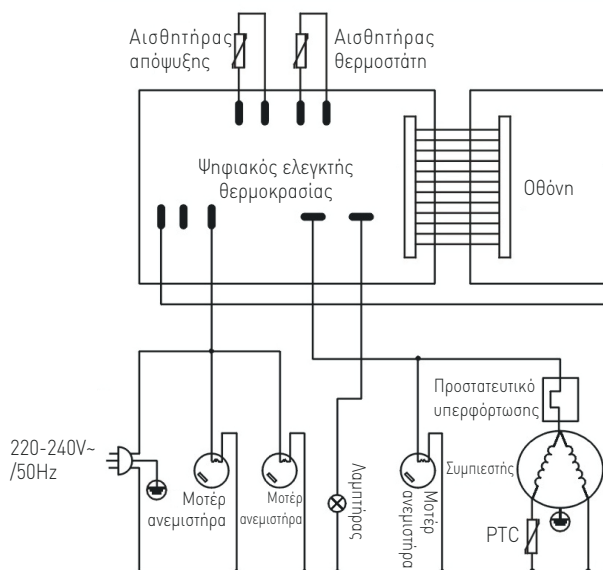 Αισθητήρας
απόψυξης
Αισθητήρας
θερμοστάτη
Ψηφιακός ελεγκτής
θερμοκρασίας
Οθόνη
Προστατευτικό
υπερφόρτωσης
220-240V~
/50Hz
Μοτέρ
ανεμιστήρα
Μοτέρ
ανεμιστήρα
Λαμπτήρας
Μοτέρ
ανεμιστήρα
Συμπιεστής
PTC